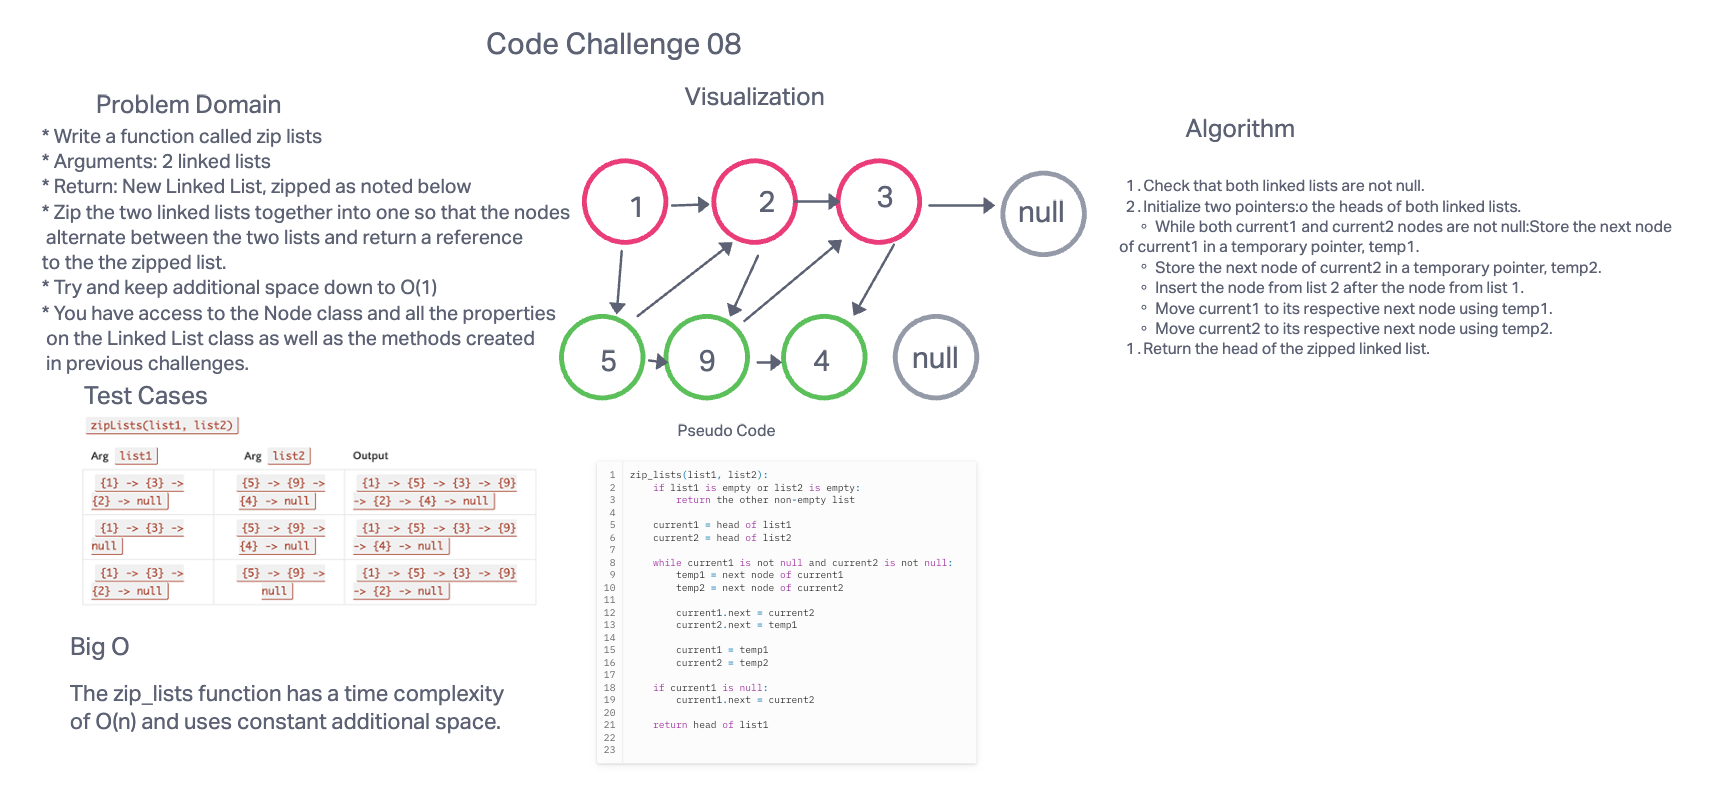 Code Challenge 08
Problem Domain
* Write a function called zip lists
* Arguments: 2 linked lists
* Return: New Linked List, zipped as noted below
* Zip the two linked lists together into one so that the nodes
alternate between the two lists and return a reference
to the the zipped list.
* Try and keep additional space down to O(1)
* You have access to the Node class and all the properties
on the Linked List class as well as the methods created
in previous challenges.
Test Cases
zipLists(list1, list2)
Arg list1 Arg list2 Output
{1} -> {3} -> {5} -> {9} -> {1} -> {5} -> {3} -> {9}
{2} -> null {4} -> null -> {2} -> {4} -> null
{1} -> {3} -> {5} -> {9} -> {1} -> {5} -> {3} -> {9}
null {4} -> null -> {4} -> null
{1} -> {3} -> {5} -> {9} -> {1} -> {5} -> {3} -> {9}
{2} -> null null -> {2} -> null
Big O
The zip_lists function has a time complexity
of O(n) and uses constant additional space.
Visualization
1 2 3 null
5 9 4 null
Pseudo Code
1 zip_lists(list1, list2):
2 if list1 is empty or list2 is empty:
3 return the other non-empty list
4
5 current1 = head of list1
6 current2 = head of list2
7
8 while current1 is not null and current2 is not null:
9 temp1 = next node of current1
10 temp2 = next node of current2
11
12 current1.next = current2
13 current2.next = temp1
14
15 current1 = temp1
16 current2 = temp2
17
18 if current1 is null:
19 current1.next = current2
20
21 return head of list1
22
23
Algorithm
1. Check that both linked lists are not null.
2. Initialize two pointers:o the heads of both linked lists.
◦ While both current1 and current2 nodes are not null:Store the next node
of current1 in a temporary pointer, temp1.
◦ Store the next node of current2 in a temporary pointer, temp2.
◦ Insert the node from list 2 after the node from list 1.
◦ Move current1 to its respective next node using temp1.
◦ Move current2 to its respective next node using temp2.
1. Return the head of the zipped linked list.